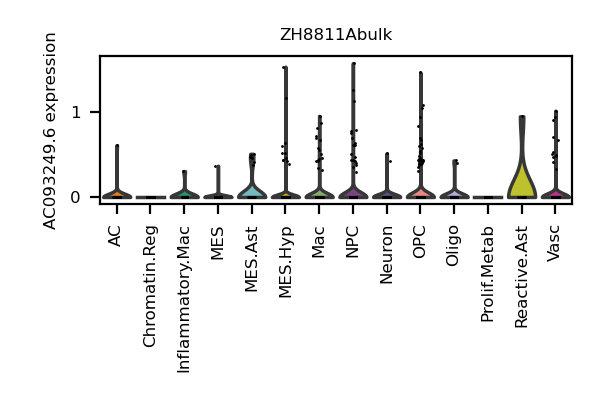 ZH8811Abulk
AC093249.6 expression
1
0
AC
Chromatin.Reg
Inflammatory.Mac
MES
MES.Ast
MES.Hyp
Mac
NPC
Neuron
OPC
Oligo
Prolif.Metab
Reactive.Ast
Vasc